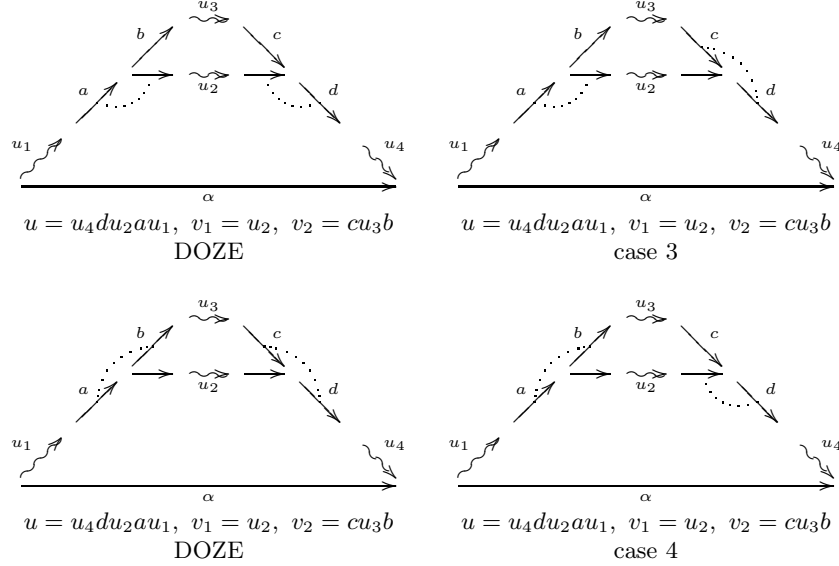 u₃ u₃
b c b c
a u₂ d a u₂ d
u₁ u₄ u₁ u₄
α α
u = u₄du₂au₁, v₁ = u₂, v₂ = cu₃b u = u₄du₂au₁, v₁ = u₂, v₂ = cu₃b
DOZE case 3
u₃ u₃
b c b c
a u₂ d a u₂ d
u₁ u₄ u₁ u₄
α α
u = u₄du₂au₁, v₁ = u₂, v₂ = cu₃b u = u₄du₂au₁, v₁ = u₂, v₂ = cu₃b
DOZE case 4